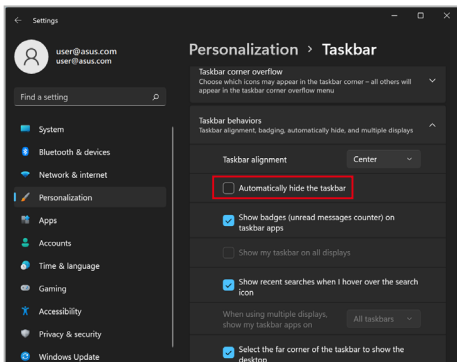 Settings
user@asus.com
user@asus.com
Find a setting
System
Bluetooth & devices
Network & internet
Personalization
Apps
Accounts
Time & language
Gaming
Accessibility
Privacy & security
Windows Update
Personalization > Taskbar
Taskbar corner overflow
Choose which icons may appear in the taskbar corner – all others will
appear in the taskbar corner overflow menu
Taskbar behaviors
Taskbar alignment, badging, automatically hide, and multiple displays
Taskbar alignment
Center
Automatically hide the taskbar
Show badges (unread messages counter) on
taskbar apps
Show my taskbar on all displays
Show recent searches when I hover over the search
icon
When using multiple displays,
show my taskbar apps on
All taskbars
Select the far corner of the taskbar to show the
desktop